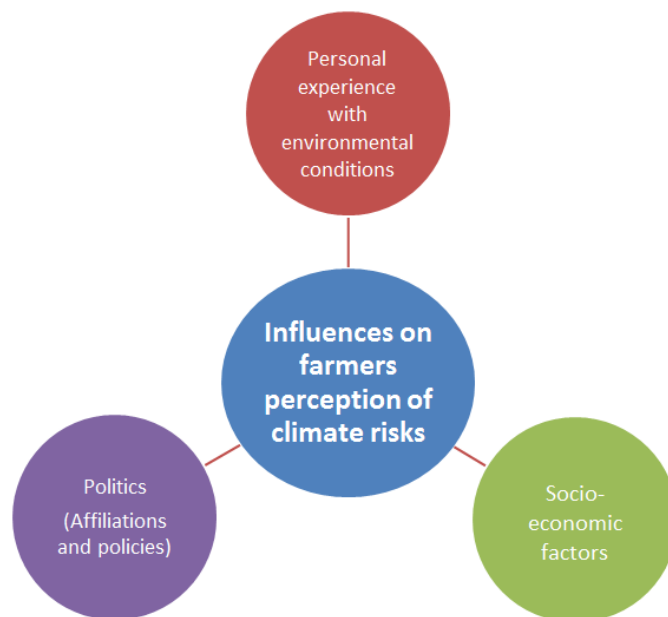 Personal
experience
with
environmental
conditions
Influences on
farmers
perception of
climate risks
Politics
(Affiliations
and policies)
Socio-
economic
factors